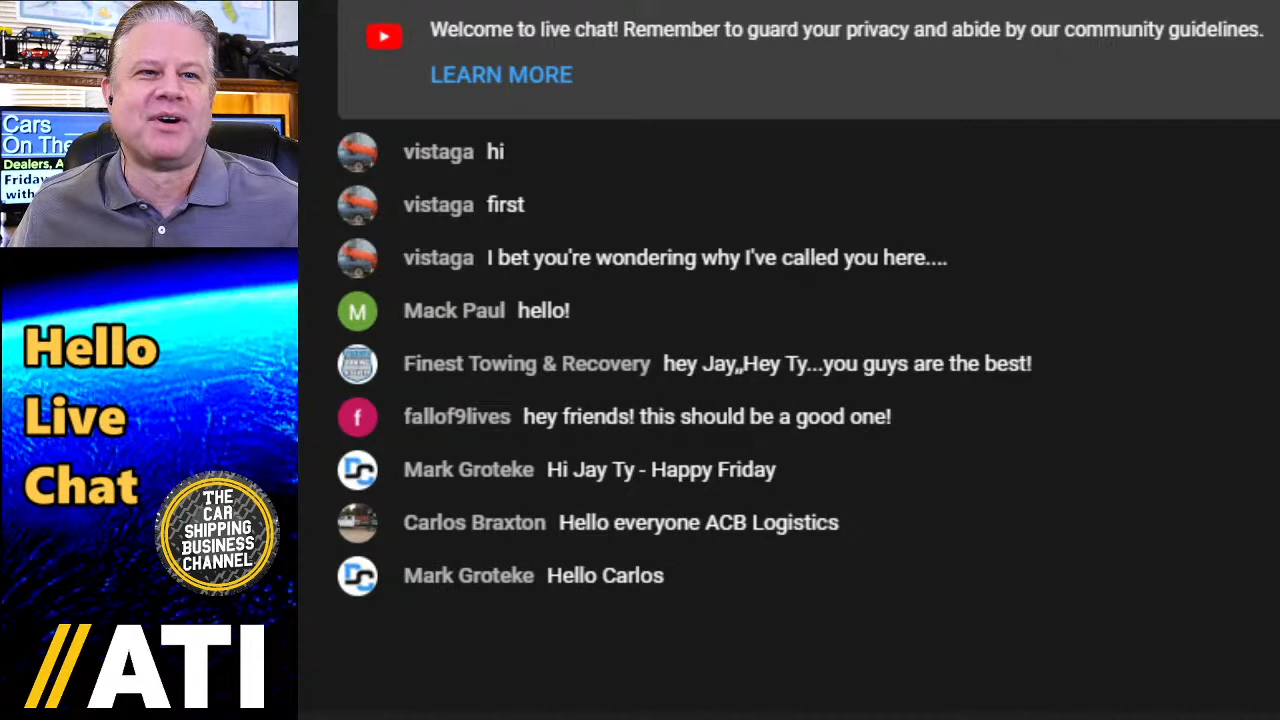 Cars
On The
Dealers, A
Friday
with
Hello
Live
Chat
THE
CAR
SHIPPING
BUSINESS
CHANNEL
//ATI
Welcome to live chat! Remember to guard your privacy and abide by our community guidelines.
LEARN MORE
vistaga hi
vistaga first
vistaga I bet you're wondering why I've called you here....
M Mack Paul hello!
Finest Towing & Recovery hey Jay,,,Hey Ty...you guys are the best!
f fallof9lives hey friends! this should be a good one!
DC Mark Groteke Hi Jay Ty - Happy Friday
Carlos Braxton Hello everyone ACB Logistics
DC Mark Groteke Hello Carlos